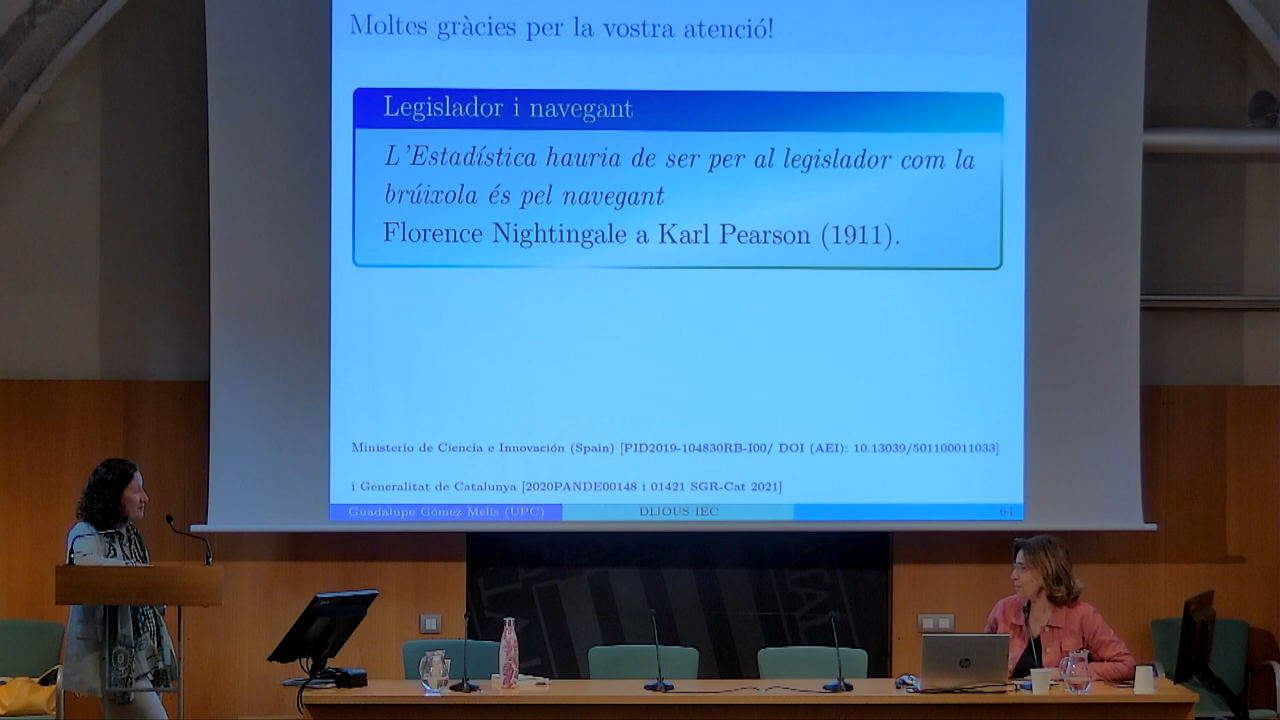 Moltes gràcies per la vostra atenció!
Legislador i navegant
L'Estadística hauria de ser per al legislador com la
brúixola és pel navegant
Florence Nightingale a Karl Pearson (1911).
Ministerio de Ciencia e Innovación (Spain) [PID2019-104830RB-I00/ DOI (AEI): 10.13039/501100011033]
i Generalitat de Catalunya [2020PANDE00148 i 01421 SGR-Cat 2021]
Guadalupe Gómez Melis (UPC) DIJOUS IEC 64
hp